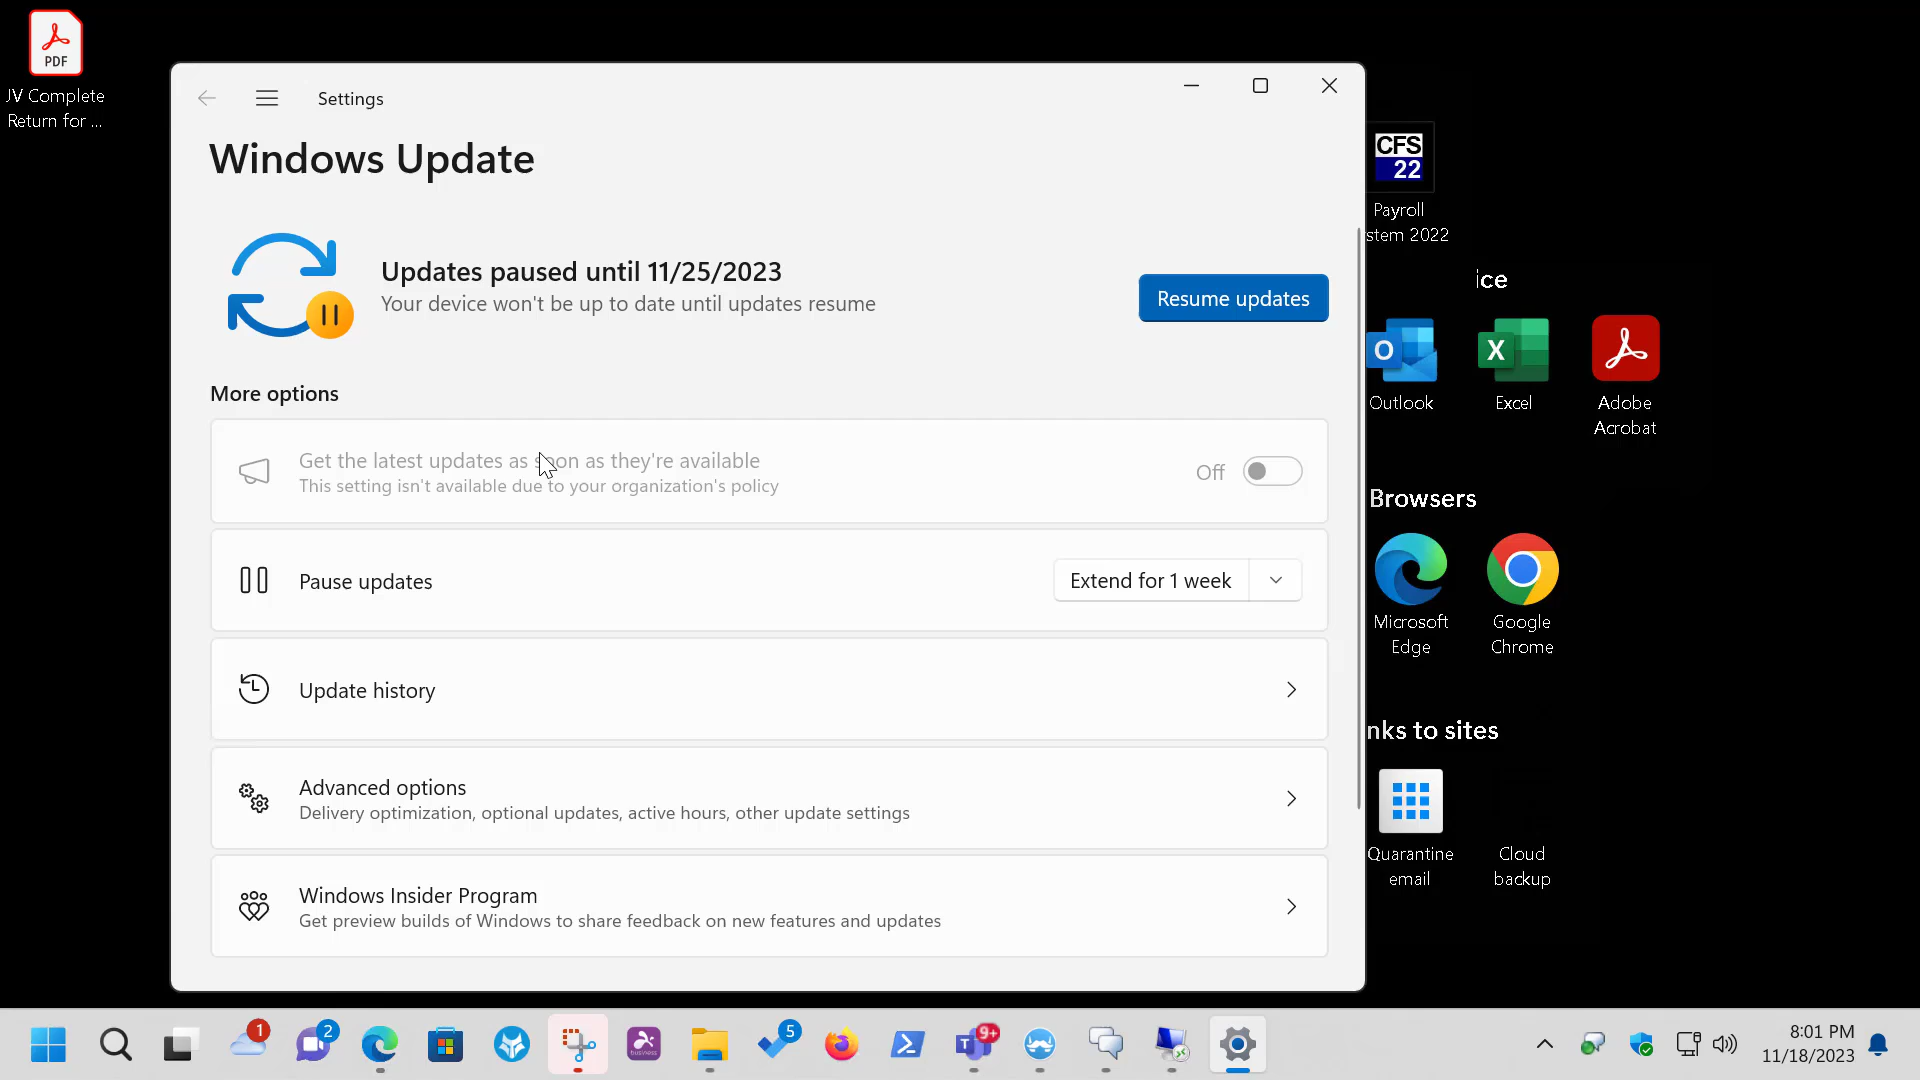 PDF
JV Complete
Return for ...
Settings
Windows Update
Updates paused until 11/25/2023
Your device won't be up to date until updates resume
Resume updates
More options
Get the latest updates as soon as they're available
This setting isn't available due to your organization's policy
Off
Pause updates
Extend for 1 week
Update history
Advanced options
Delivery optimization, optional updates, active hours, other update settings
Windows Insider Program
Get preview builds of Windows to share feedback on new features and updates
CFS
22
Payroll
stem 2022
ice
O
X
Outlook
Excel
Adobe
Acrobat
Browsers
Microsoft
Edge
Google
Chrome
nks to sites
Quarantine
email
Cloud
backup
1
2
BUSINESS
5
T
9+
8:01 PM
11/18/2023